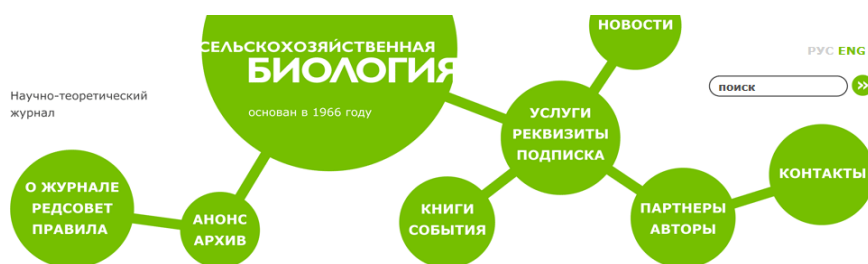 НОВОСТИ
СЕЛЬСКОХОЗЯЙСТВЕННАЯ
БИОЛОГИЯ
РУС ENG
поиск
»
Научно-теоретический
журнал
основан в 1966 году
УСЛУГИ
РЕКВИЗИТЫ
ПОДПИСКА
КОНТАКТЫ
О ЖУРНАЛЕ
РЕДСОВЕТ
ПРАВИЛА
АНОНС
АРХИВ
КНИГИ
СОБЫТИЯ
ПАРТНЕРЫ
АВТОРЫ